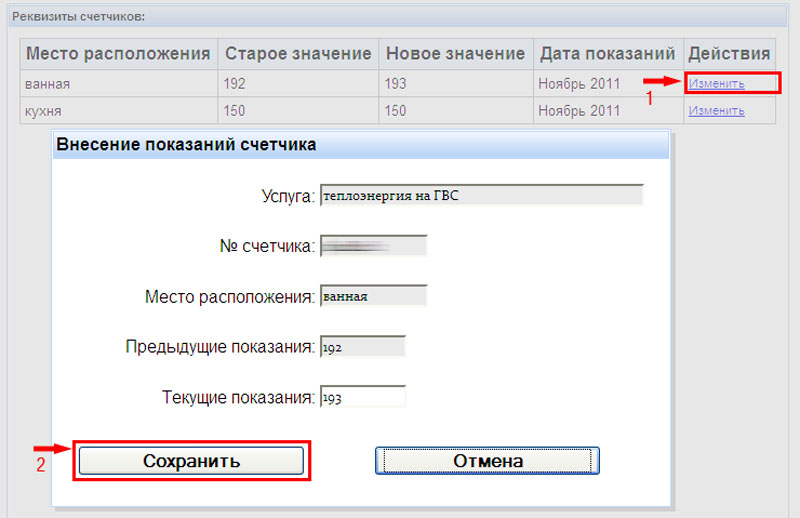 Реквизиты счетчиков:
Место расположения Старое значение Новое значение Дата показаний Действия
ванная 192 193 Ноябрь 2011 Изменить
1
кухня 150 150 Ноябрь 2011 Изменить
Внесение показаний счетчика
Услуга: теплоэнергия на ГВС
№ счетчика:
Место расположения: ванная
Предыдущие показания: 192
Текущие показания: 193
2 Сохранить Отмена